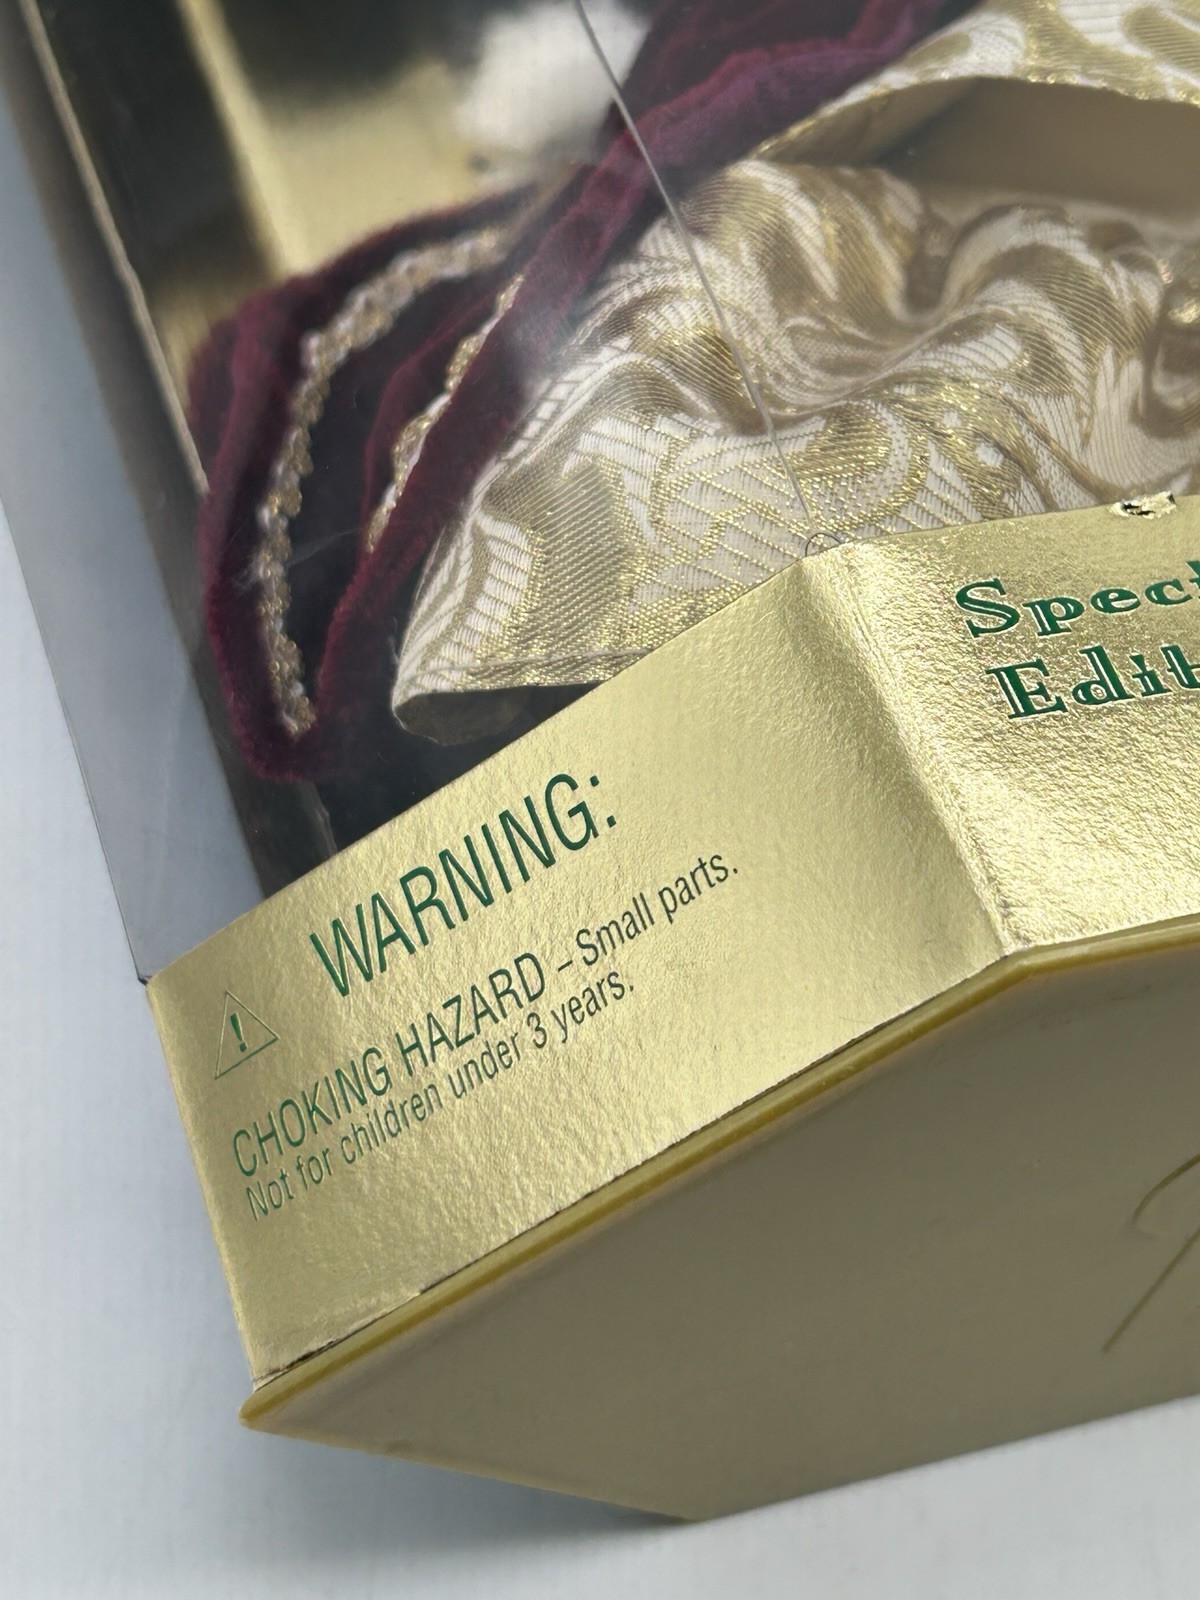 WARNING:
CHOKING HAZARD – Small parts.
Not for children under 3 years.